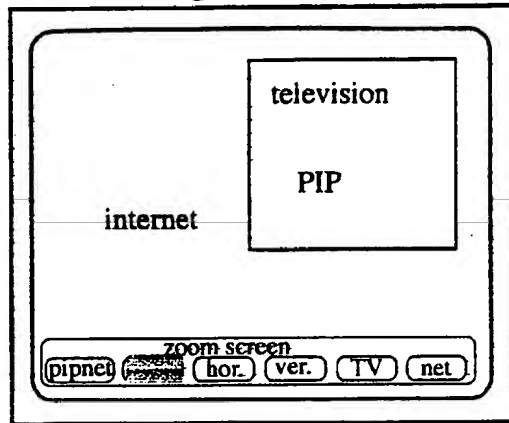 television
PIP
internet
zoom screen
pipnet hor. ver. TV net